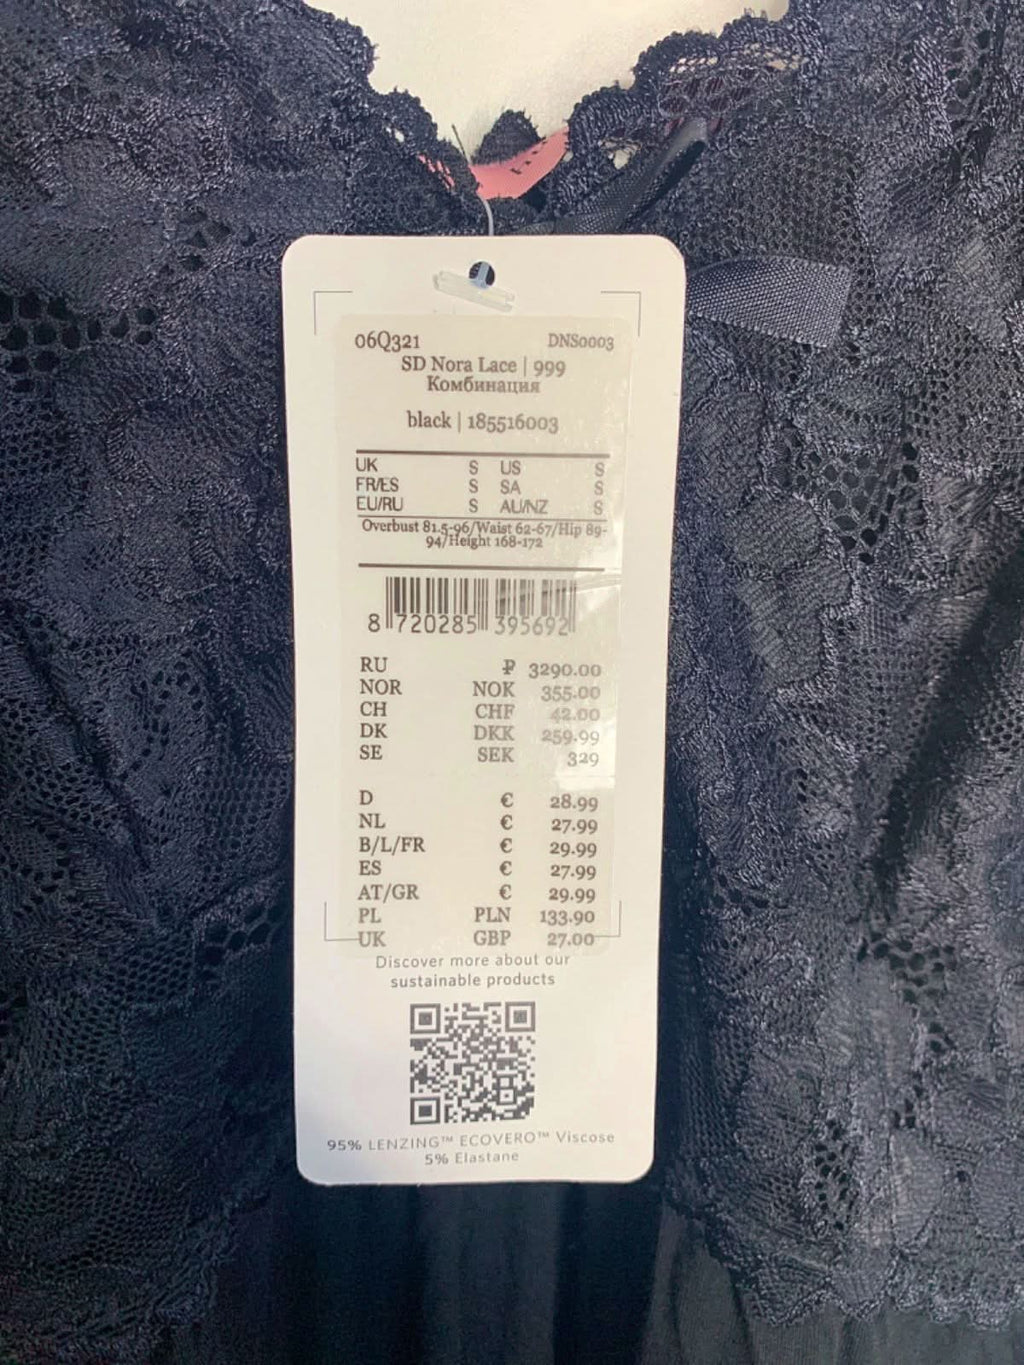 06Q321 DNS0003
SD Nora Lace | 999
Комбинация
black | 185516003
UK S US S
FR/ES S SA S
EU/RU S AU/NZ S
Overbust 81.5-96/Waist 62-67/Hip 89-
94/Height 168-172
8 720285 395692
RU ₽ 3290.00
NOR NOK 355.00
CH CHF 42.00
DK DKK 259.99
SE SEK 329
D € 28.99
NL € 27.99
B/L/FR € 29.99
ES € 27.99
AT/GR € 29.99
PL PLN 133.90
UK GBP 27.00
Discover more about our
sustainable products
95% LENZING™ ECOVERO™ Viscose
5% Elastane